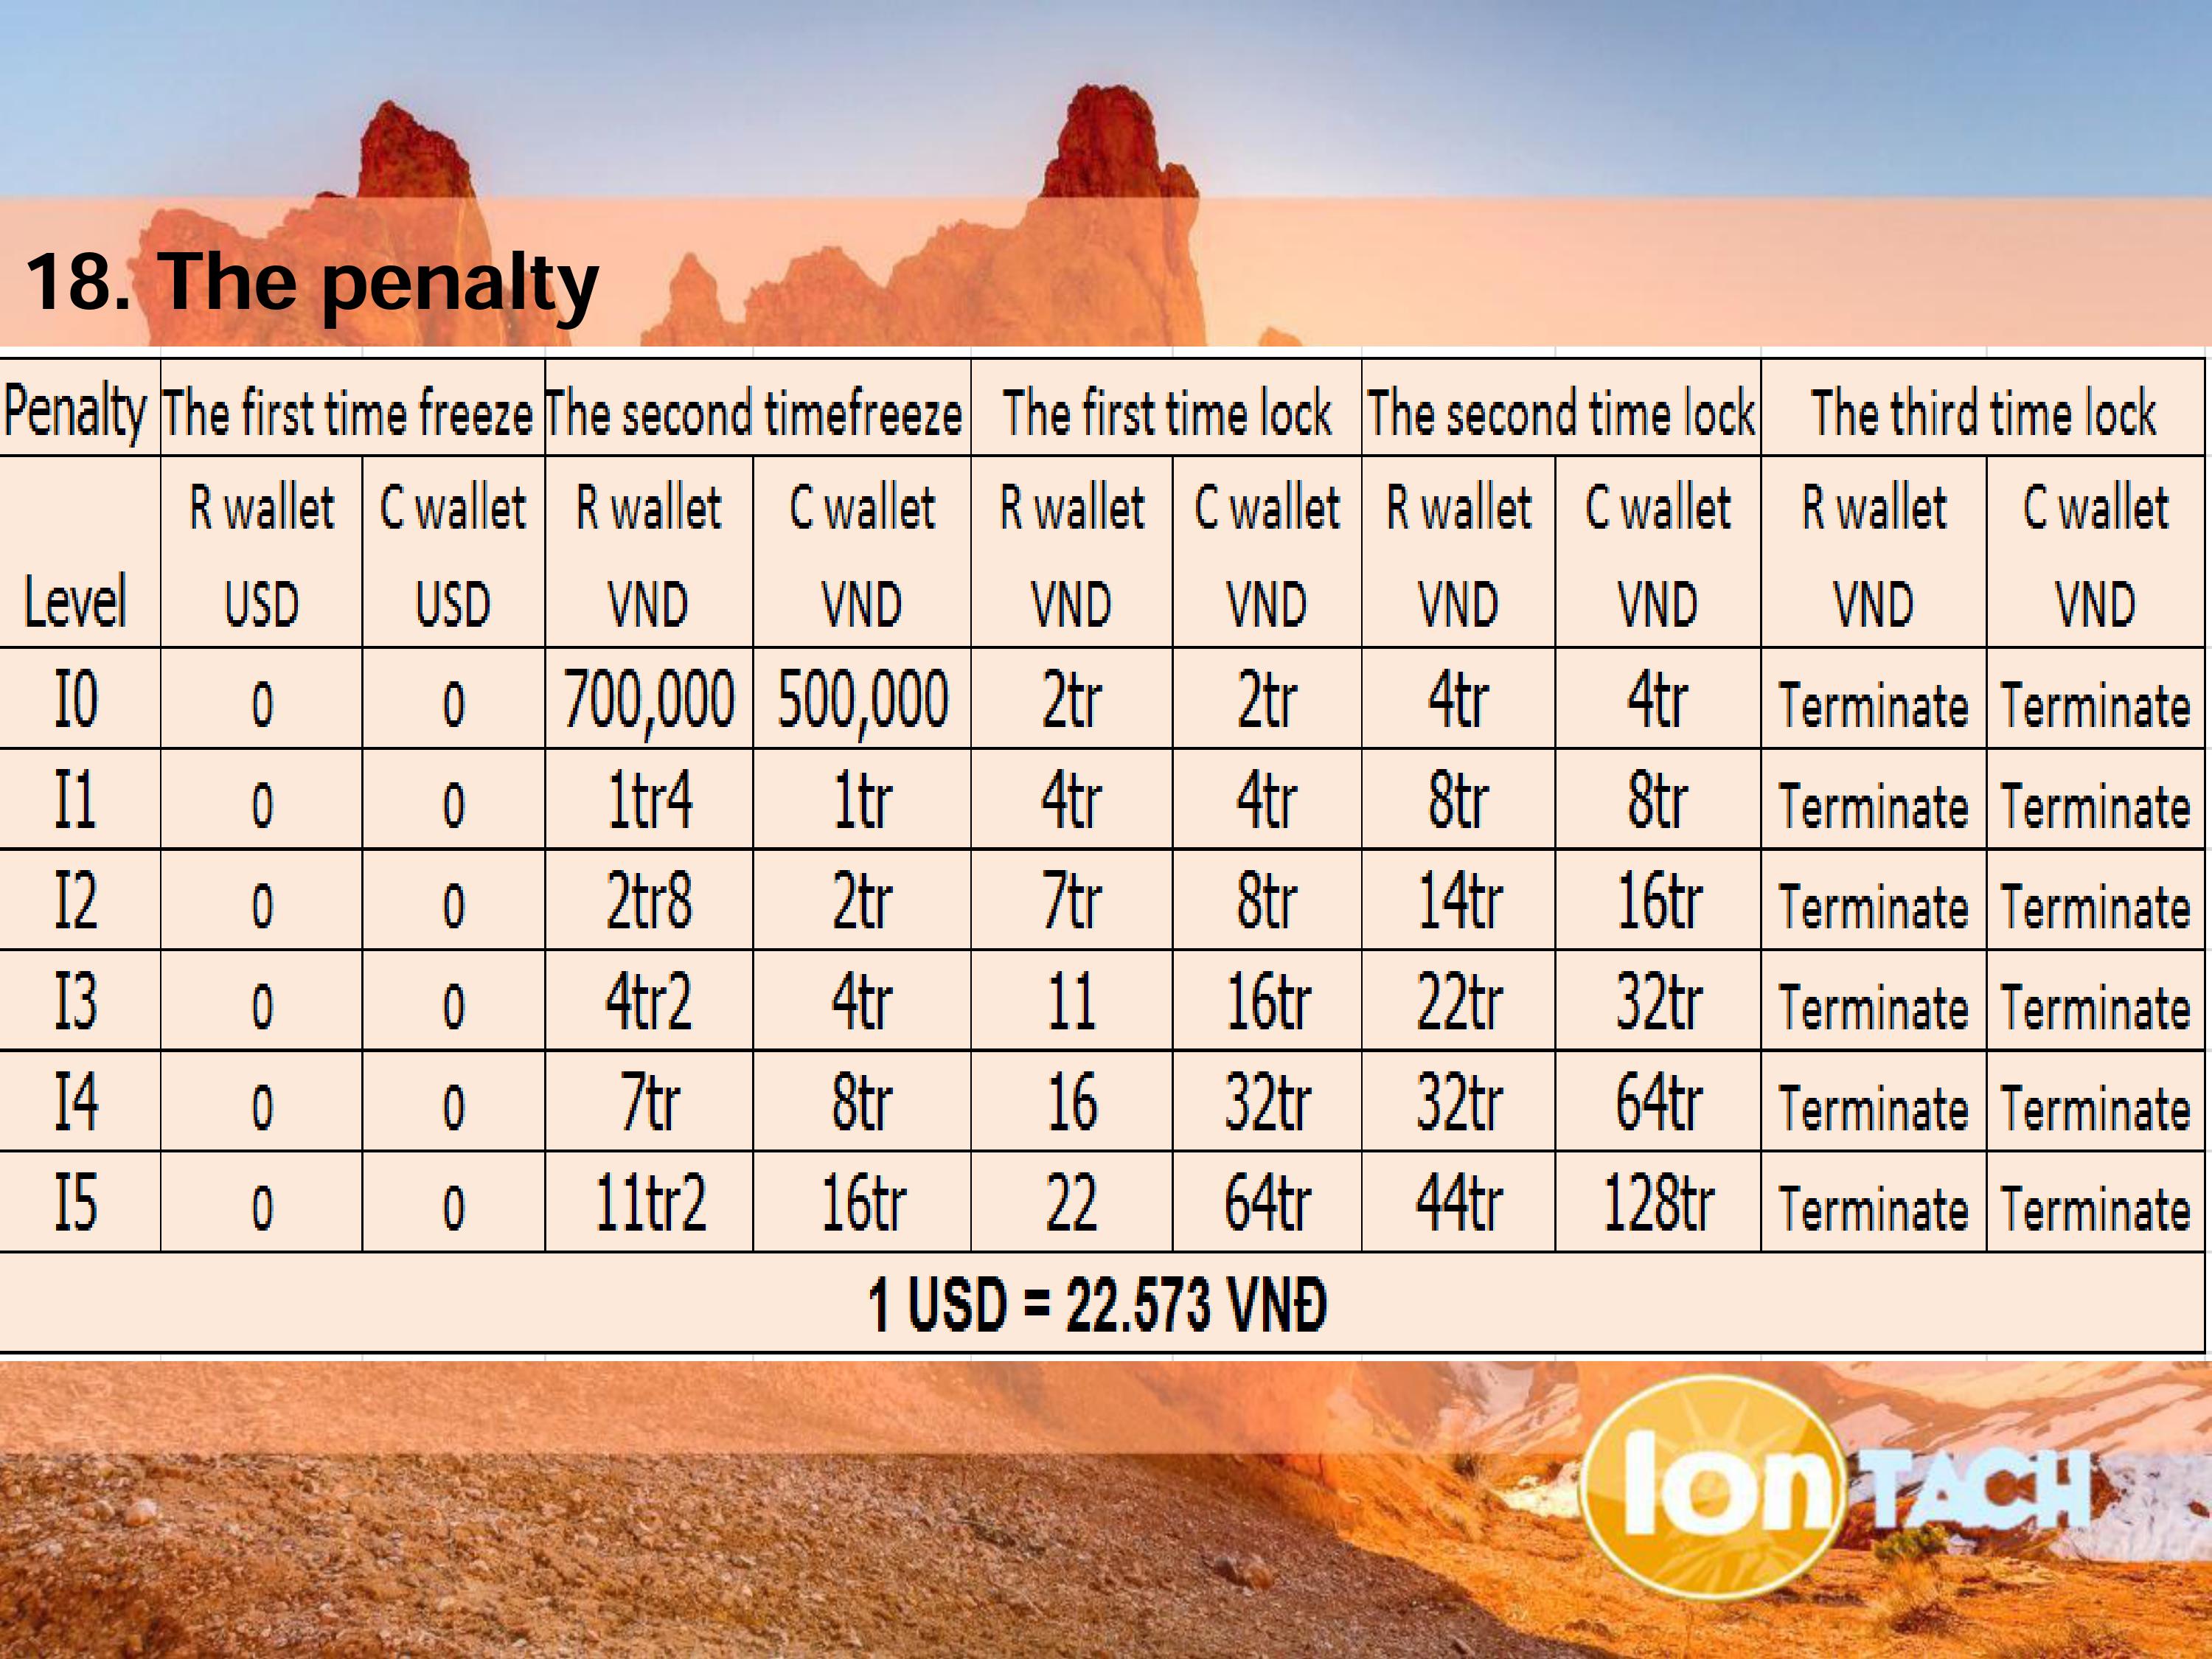 18. The penalty
Penalty The first time freeze The second timefreeze The first time lock The second time lock The third time lock
R wallet C wallet R wallet C wallet R wallet C wallet R wallet C wallet R wallet C wallet
Level USD USD VND VND VND VND VND VND VND VND
I0 0 0 700,000 500,000 2tr 2tr 4tr 4tr Terminate Terminate
I1 0 0 1tr4 1tr 4tr 4tr 8tr 8tr Terminate Terminate
I2 0 0 2tr8 2tr 7tr 8tr 14tr 16tr Terminate Terminate
I3 0 0 4tr2 4tr 11 16tr 22tr 32tr Terminate Terminate
I4 0 0 7tr 8tr 16 32tr 32tr 64tr Terminate Terminate
I5 0 0 11tr2 16tr 22 64tr 44tr 128tr Terminate Terminate
1 USD = 22.573 VNĐ
Ion TACH